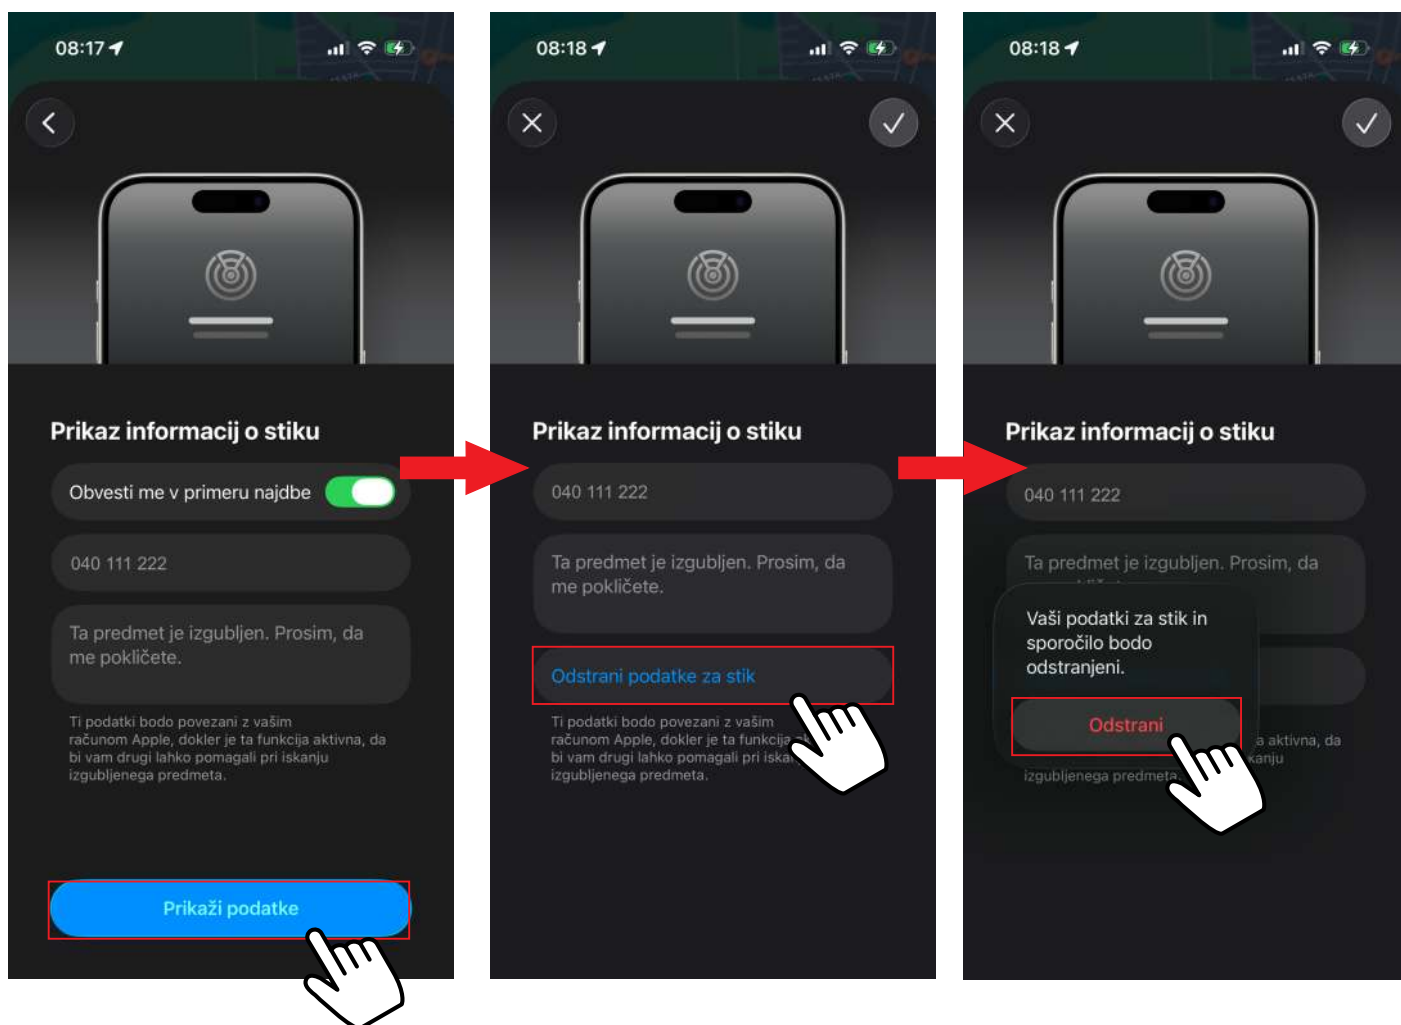 08:17
Prikaz informacij o stiku
Obvesti me v primeru najdbe
040 111 222
Ta predmet je izgubljen. Prosim, da
me pokličete.
Ti podatki bodo povezani z vašim
računom Apple, dokler je ta funkcija aktivna, da
bi vam drugi lahko pomagali pri iskanju
izgubljenega predmeta.
Prikaži podatke
08:18
Prikaz informacij o stiku
040 111 222
Ta predmet je izgubljen. Prosim, da
me pokličete.
Odstrani podatke za stik
Ti podatki bodo povezani z vašim
računom Apple, dokler je ta funkcija
bi vam drugi lahko pomagali pri
izgubljenega predmeta.
08:18
Prikaz informacij o stiku
040 111 222
Ta predmet je izgubljen. Prosim, da
Vaši podatki za stik in
sporočilo bodo
odstranjeni.
Odstrani
a aktivna, da
izgubljenega predmeta.